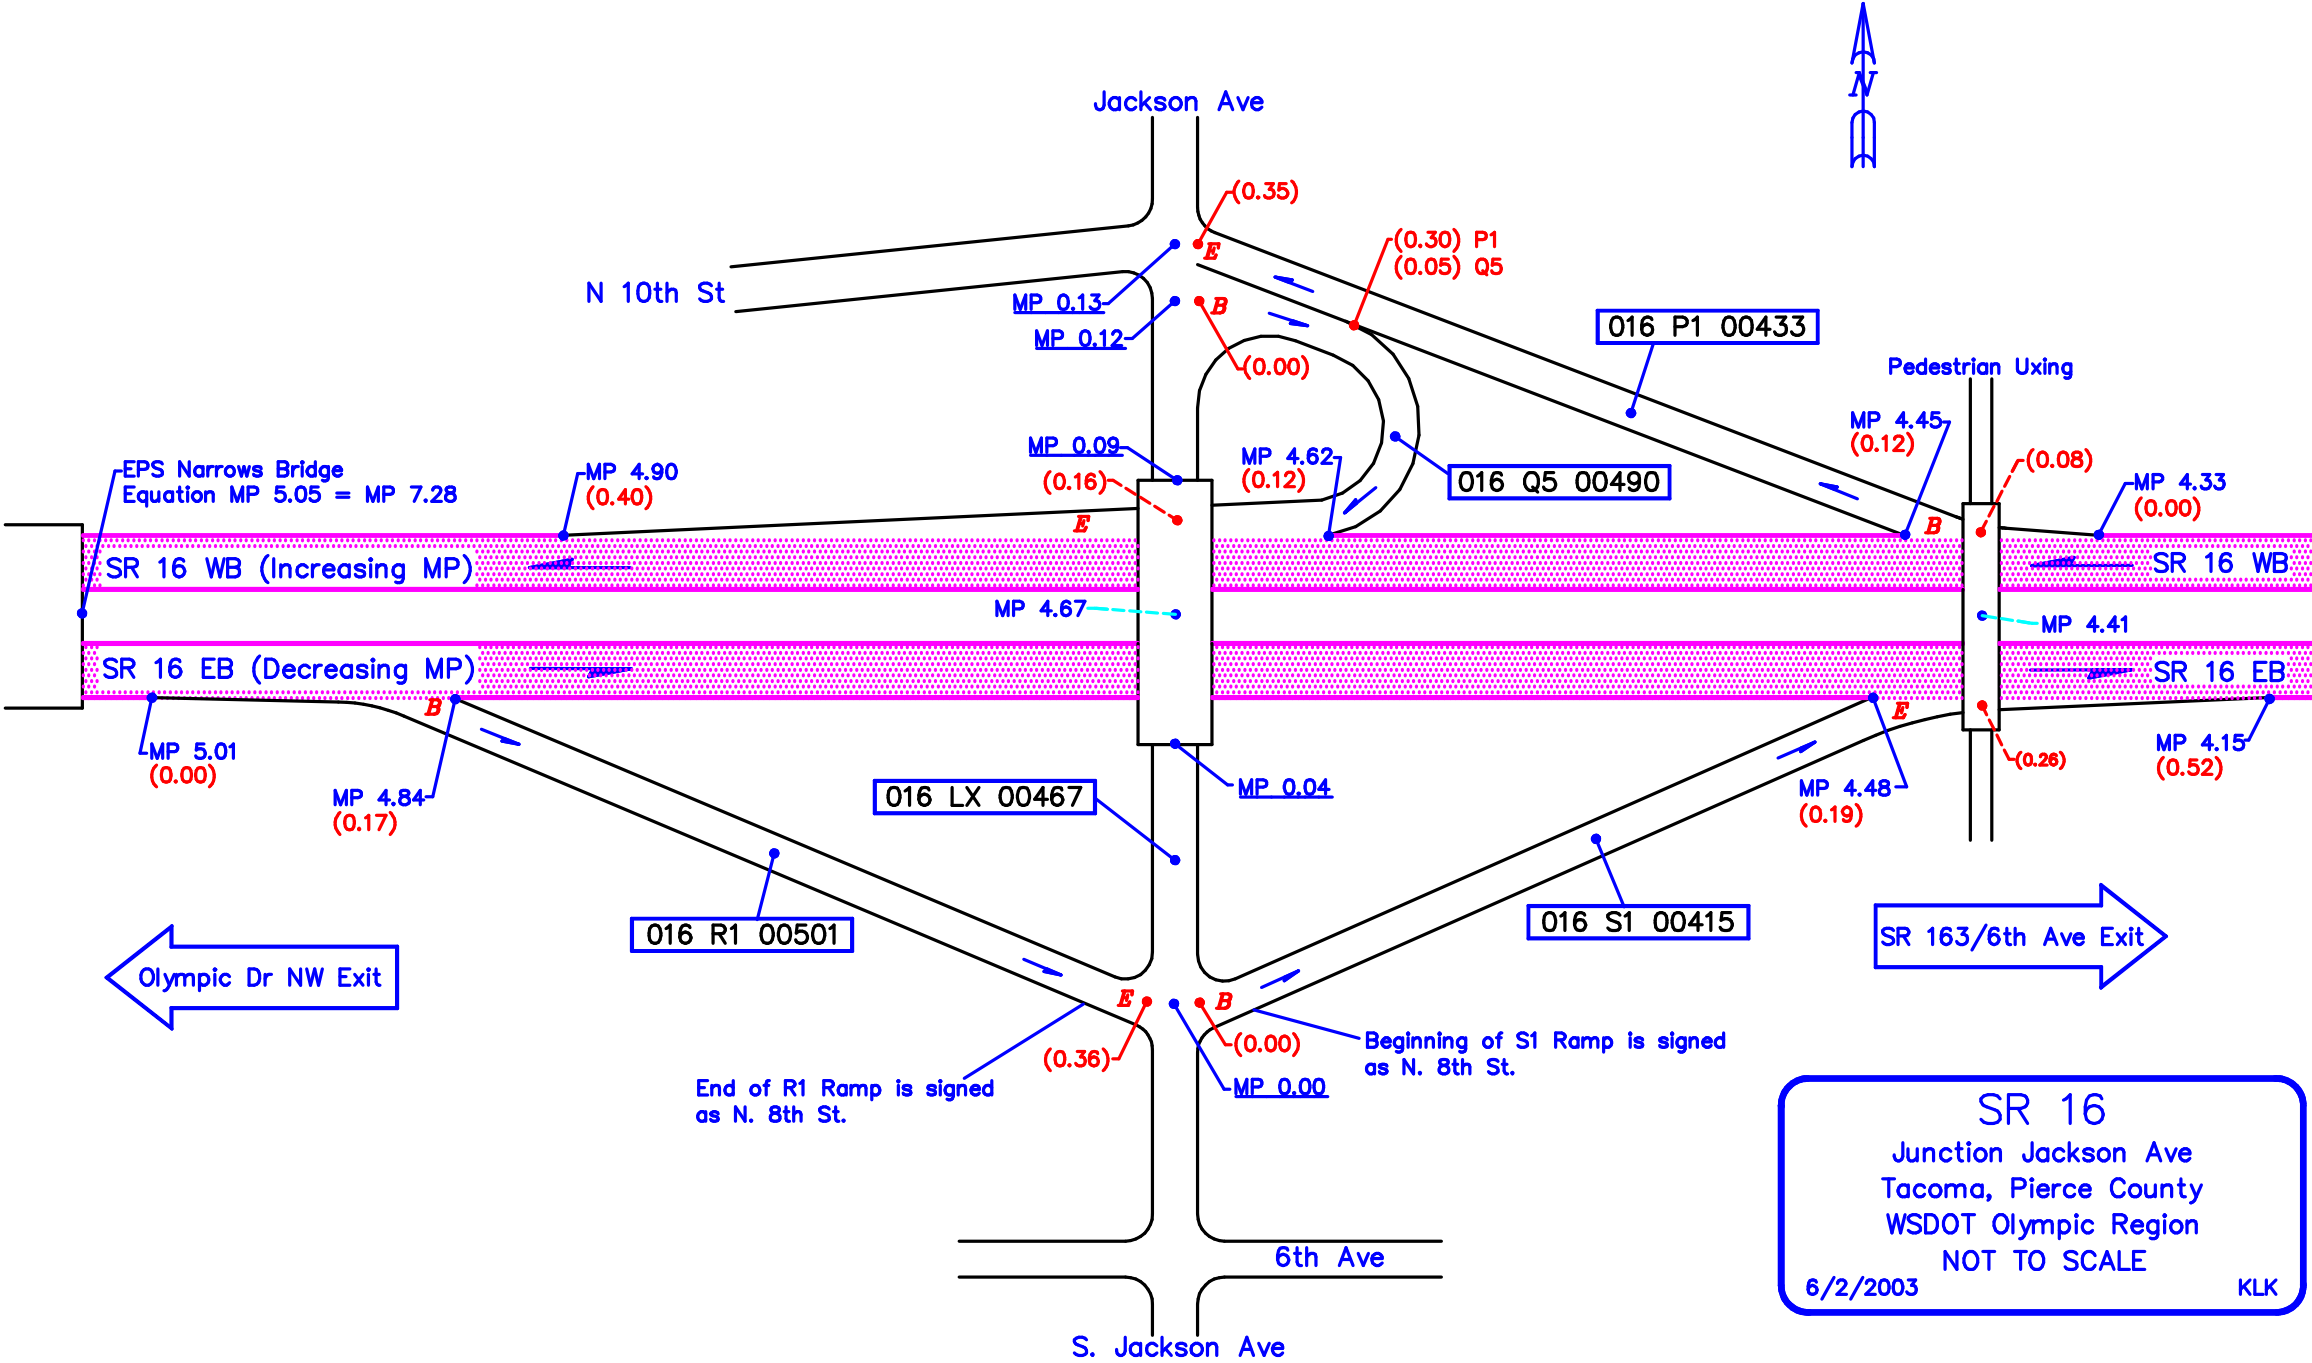 N
Jackson Ave
(0.35)
(0.30) P1
(0.05) Q5
E
N 10th St
MP 0.13
B
MP 0.12
(0.00)
016 P1 00433
Pedestrian Uxing
MP 4.45
(0.12)
MP 0.09
(0.16)
MP 4.62
(0.12)
016 Q5 00490
(0.08)
MP 4.33
(0.00)
EPS Narrows Bridge
Equation MP 5.05 = MP 7.28
MP 4.90
(0.40)
E
B
SR 16 WB (Increasing MP)
SR 16 WB
MP 4.67
MP 4.41
SR 16 EB (Decreasing MP)
SR 16 EB
B
E
MP 5.01
(0.00)
MP 4.84
(0.17)
016 LX 00467
MP 0.04
MP 4.48
(0.19)
(0.26)
MP 4.15
(0.52)
016 R1 00501
016 S1 00415
Olympic Dr NW Exit
SR 163/6th Ave Exit
E
B
(0.36)
(0.00)
MP 0.00
End of R1 Ramp is signed
as N. 8th St.
Beginning of S1 Ramp is signed
as N. 8th St.
6th Ave
S. Jackson Ave
SR 16
Junction Jackson Ave
Tacoma, Pierce County
WSDOT Olympic Region
NOT TO SCALE
6/2/2003
KLK